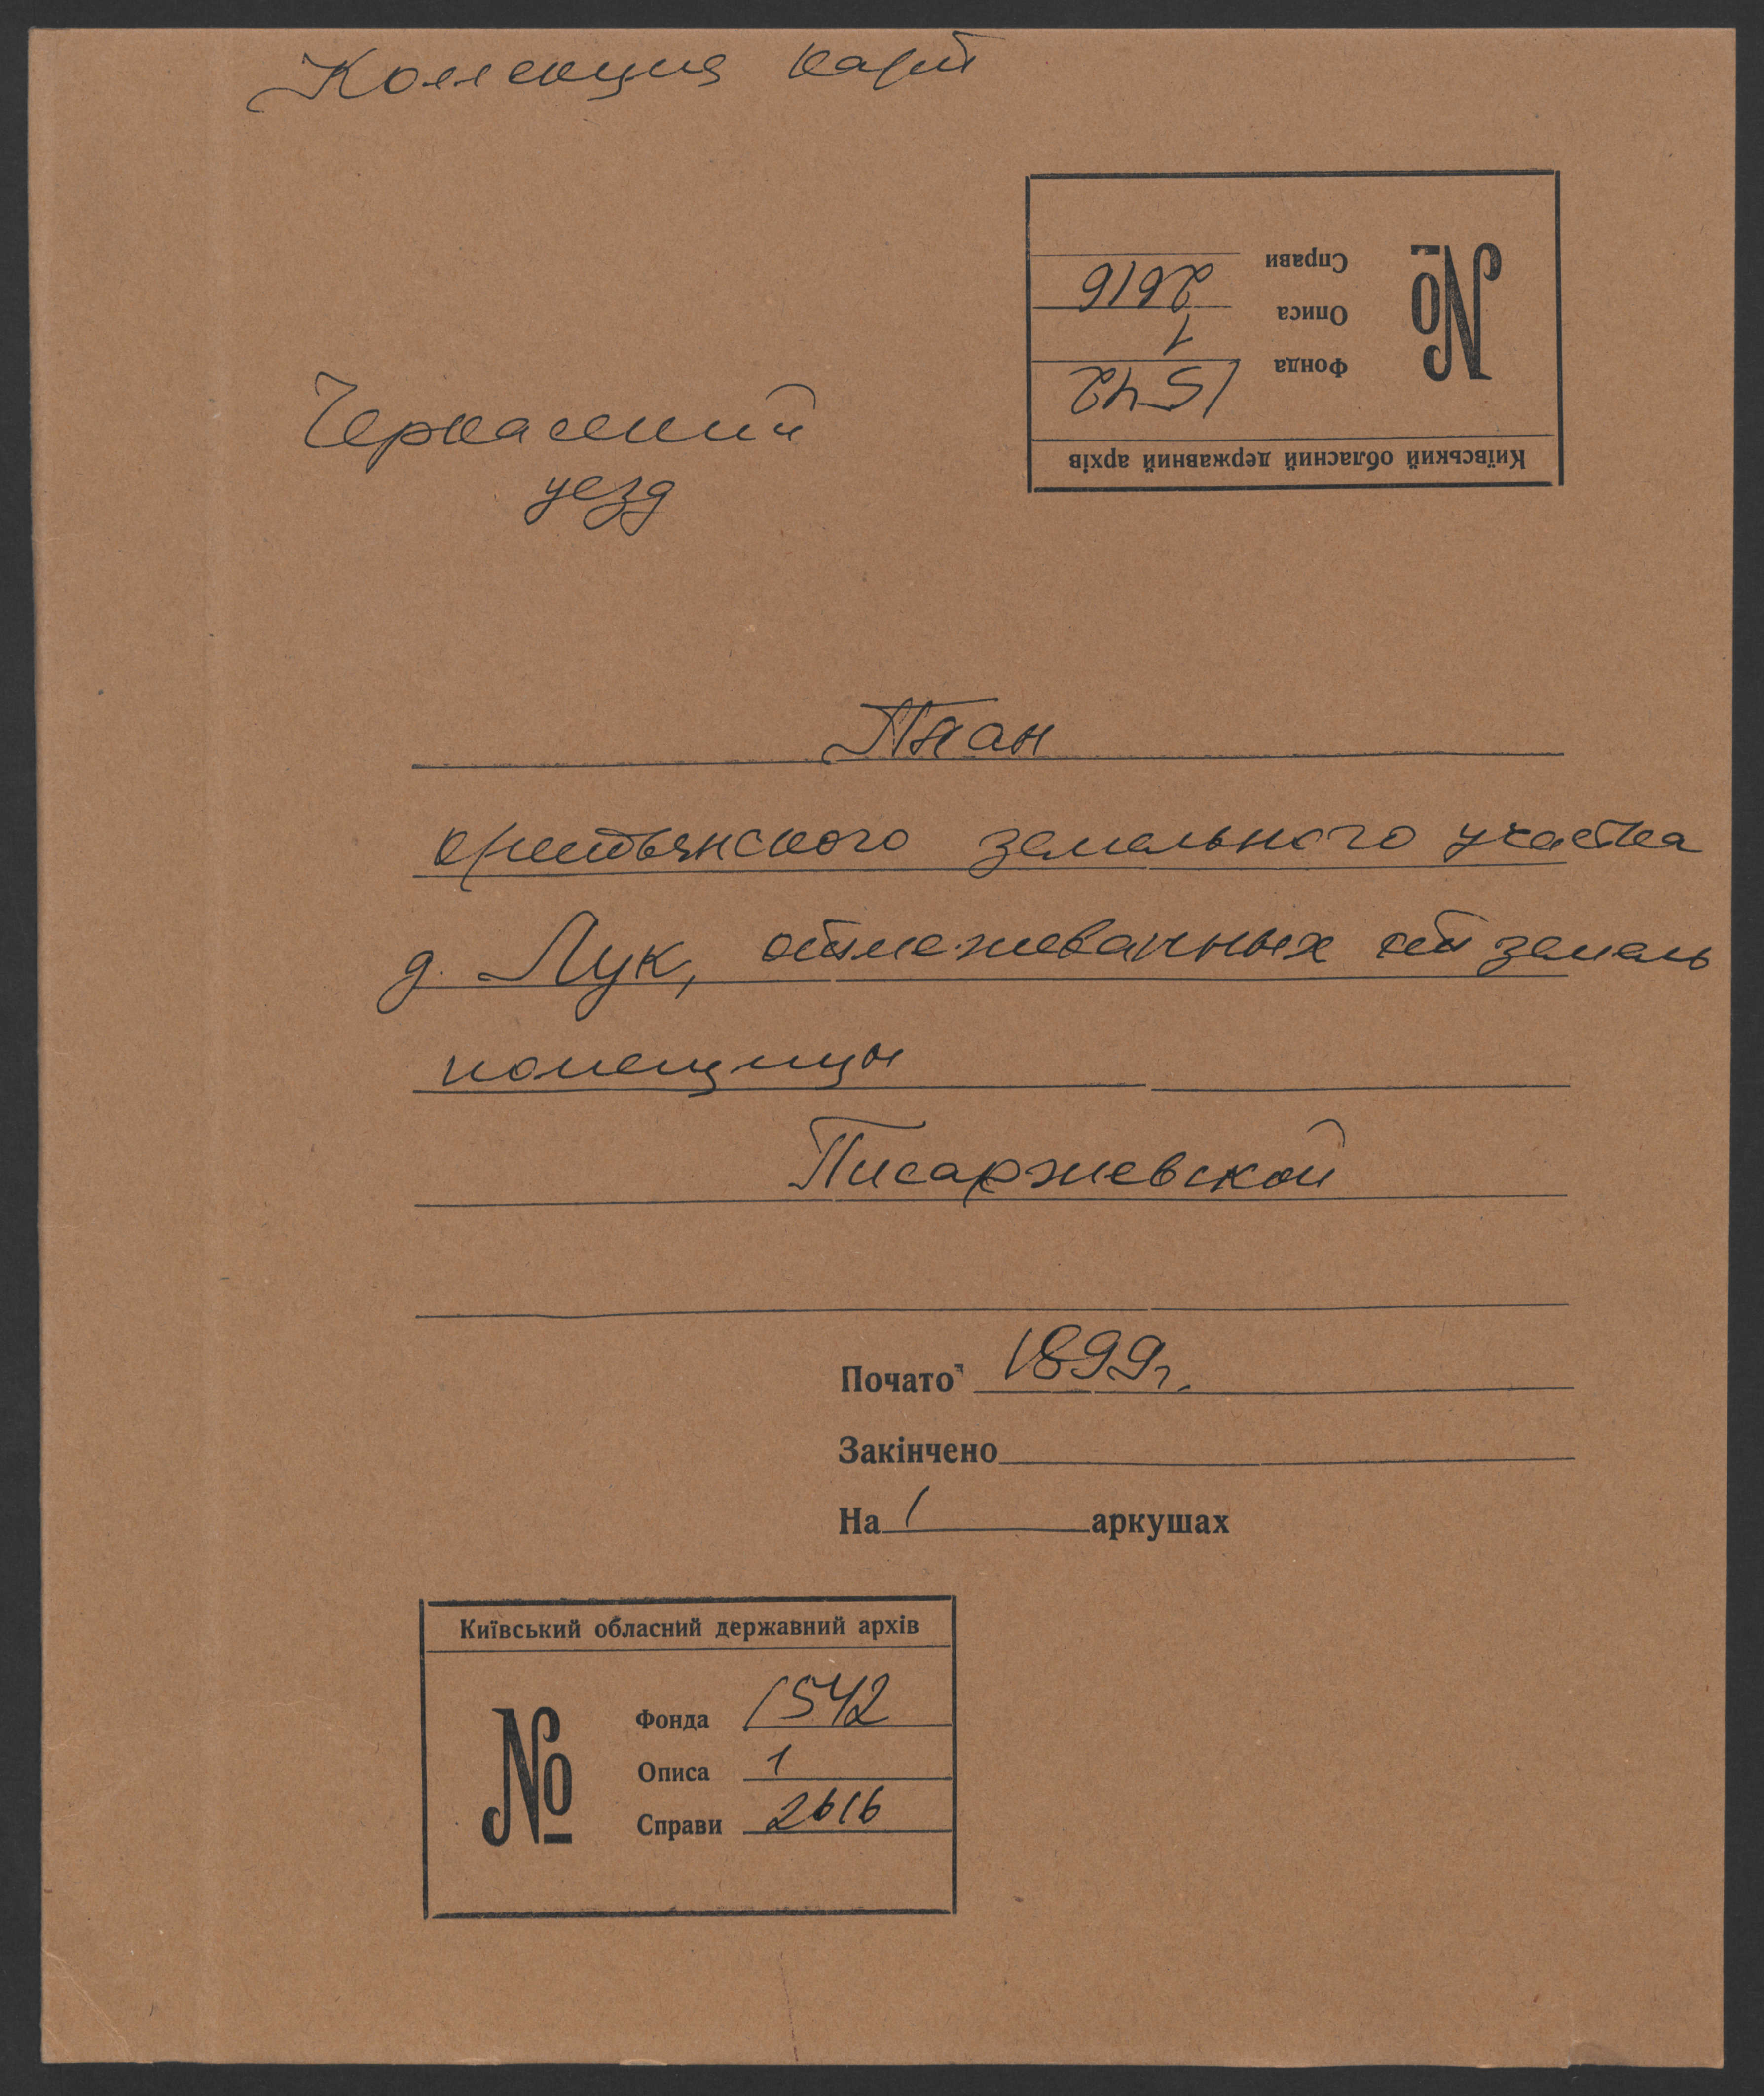 Коллекция карт
Київський обласний державний архів
№
Фонда 1542
Описа 1
Справи 2616
Черкасский
уезд
План
крестьянского земельного участка
д. Лук, отмежеванных от земель
помещицы
Писаржевской
Почато 1899г.
Закінчено
На 1 аркушах
Київський обласний державний архів
№
Фонда 1542
Описа 1
Справи 2616